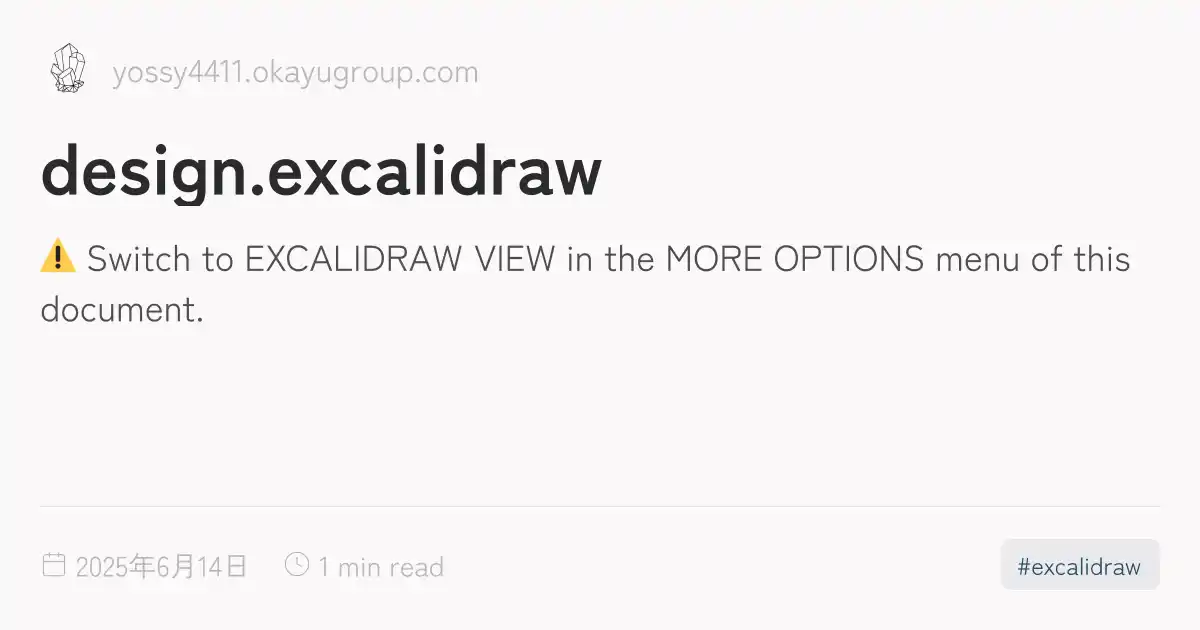 yossy4411.okayugroup.com
design.excalidraw
⚠️ Switch to EXCALIDRAW VIEW in the MORE OPTIONS menu of this
document.
2025年6月14日 1 min read
#excalidraw